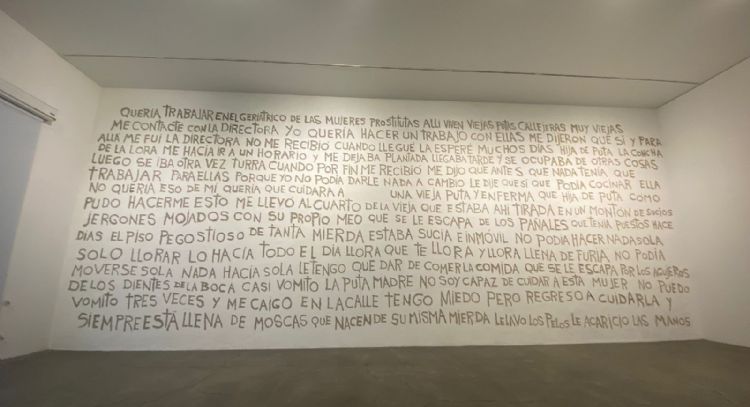 QUERIA TRABAJAR EN EL GERIATRICO DE LAS MUJERES PROSTITUTAS ALLI VIVEN VIEJAS PUTAS CALLEJERAS MUY VIEJAS
ME CONTACTE CON LA DIRECTORA YO QUERIA HACER UN TRABAJO CON ELLAS ME DIJERON QUE SI Y PARA
ALLA ME FUI LA DIRECTORA NO ME RECIBIO CUANDO LLEGUE LA ESPERE MUCHOS DIAS HIJA DE PUTA LA CONCHA
DE LA LORA ME HACIA IR A UN HORARIO Y ME DEJABA PLANTADA LLEGABA TARDE Y SE OCUPABA DE OTRAS COSAS
LUEGO SE IBA OTRA VEZ TURRA CUANDO POR FIN ME RECIBIO ME DIJO QUE ANTES QUE NADA TENIA QUE
TRABAJAR PARA ELLAS PORQUE YO NO PODIA DARLE NADA A CAMBIO LE DIJE QUE SI QUE PODIA COCINAR ELLA
NO QUERIA ESO DE MI QUERIA QUE CUIDARA A UNA VIEJA PUTA Y ENFERMA QUE HIJA DE PUTA COMO
PUDO HACERME ESTO ME LLEVO AL CUARTO DE LA VIEJA QUE ESTABA AHI TIRADA EN UN MONTON DE SUCIOS
JERGONES MOJADOS CON SU PROPIO MEO QUE SE LE ESCAPA DE LOS PAÑALES QUE TENIA PUESTOS HACE
DIAS EL PISO PEGOSTIOSO DE TANTA MIERDA ESTABA SUCIA E INMOVIL NO PODIA HACER NADA SOLA
SOLO LLORAR LO HACIA TODO EL DIA LLORA QUE TE LLORA Y LLORA LLENA DE FURIA NO PODIA
MOVERSE SOLA NADA HACIA SOLA LE TENGO QUE DAR DE COMER LA COMIDA QUE SE LE ESCAPA POR LOS AGUJEROS
DE LOS DIENTES DE LA BOCA CASI VOMITO LA PUTA MADRE NO SOY CAPAZ DE CUIDAR A ESTA MUJER NO PUEDO
VOMITO TRES VECES Y ME CAIGO EN LA CALLE TENGO MIEDO PERO REGRESO A CUIDARLA Y
SIEMPRE ESTÁ LLENA DE MOSCAS QUE NACEN DE SU MISMA MIERDA LE LAVO LOS PELOS LE ACARICIO LAS MANOS